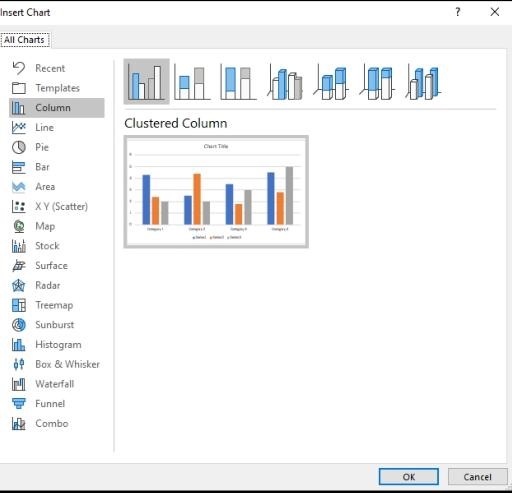 Insert Chart
?
All Charts
Recent
Templates
Column
Line
Pie
Bar
Area
X Y (Scatter)
Map
Stock
Surface
Radar
Treemap
Sunburst
Histogram
Box & Whisker
Waterfall
Funnel
Combo
Clustered Column
Chart Title
Category 1 Category 2 Category 3 Category 4
Series1 Series2 Series3
OK Cancel